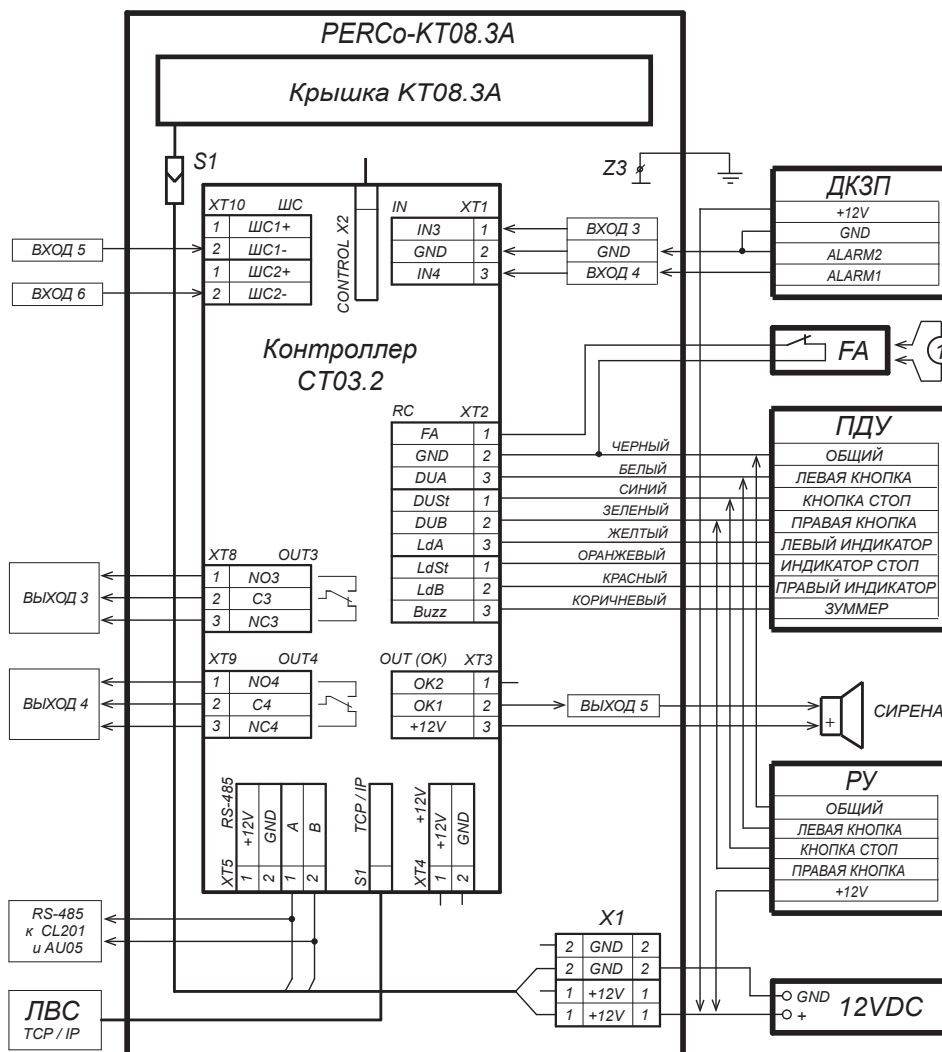 PERCo-KT08.3A
Крышка KT08.3A
S1
Z3
XT10 ШС
1 ШС1+
2 ШС1-
1 ШС2+
2 ШС2-
ВХОД 5
ВХОД 6
CONTROL X2
IN XT1
IN3 1
GND 2
IN4 3
ВХОД 3
GND
ВХОД 4
ДКЗП
+12V
GND
ALARM2
ALARM1
Контроллер
CT03.2
FA
1
RC XT2
FA 1
GND 2
DUA 3
DUSt 1
DUB 2
LdA 3
LdSt 1
LdB 2
Buzz 3
ЧЕРНЫЙ
БЕЛЫЙ
СИНИЙ
ЗЕЛЕНЫЙ
ЖЕЛТЫЙ
ОРАНЖЕВЫЙ
КРАСНЫЙ
КОРИЧНЕВЫЙ
ПДУ
ОБЩИЙ
ЛЕВАЯ КНОПКА
КНОПКА СТОП
ПРАВАЯ КНОПКА
ЛЕВЫЙ ИНДИКАТОР
ИНДИКАТОР СТОП
ПРАВЫЙ ИНДИКАТОР
ЗУММЕР
XT8 OUT3
1 NO3
2 C3
3 NC3
ВЫХОД 3
XT9 OUT4
1 NO4
2 C4
3 NC4
ВЫХОД 4
OUT (OK) XT3
OK2 1
OK1 2
+12V 3
ВЫХОД 5
+
СИРЕНА
РУ
ОБЩИЙ
ЛЕВАЯ КНОПКА
КНОПКА СТОП
ПРАВАЯ КНОПКА
+12V
XT5 RS-485
1 +12V
2 GND
1 A
2 B
S1 TCP / IP
XT4 +12V
1 +12V
2 GND
RS-485
к CL201
и AU05
ЛВС
TCP / IP
X1
2 GND 2
2 GND 2
1 +12V 1
1 +12V 1
GND
+
12VDC